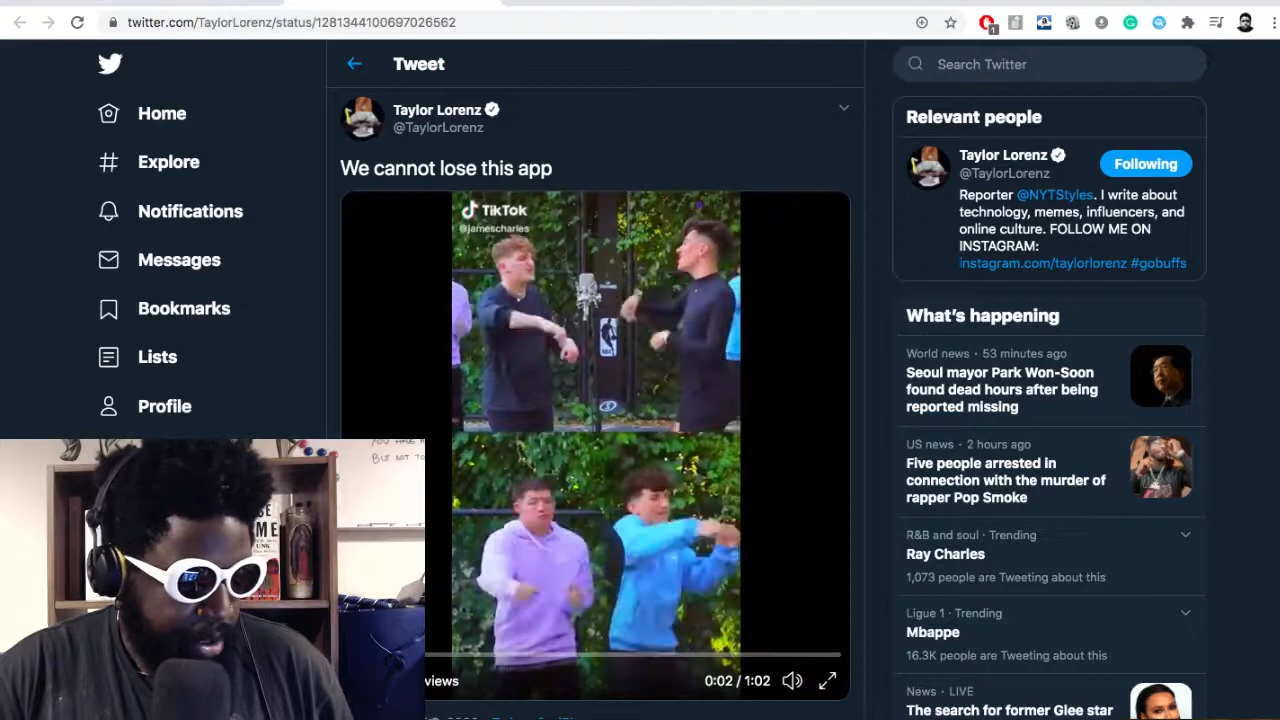 twitter.com/TaylorLorenz/status/1281344100697026562
1
Home
Explore
Notifications
Messages
Bookmarks
Lists
Profile
Tweet
Taylor Lorenz
@TaylorLorenz
We cannot lose this app
TikTok
@jamescharles
views
0:02 / 1:02
Search Twitter
Relevant people
Taylor Lorenz
@TaylorLorenz
Following
Reporter @NYTStyles. I write about
technology, memes, influencers, and
online culture. FOLLOW ME ON
INSTAGRAM:
instagram.com/taylorlorenz #gobuffs
What's happening
World news · 53 minutes ago
Seoul mayor Park Won-Soon
found dead hours after being
reported missing
US news · 2 hours ago
Five people arrested in
connection with the murder of
rapper Pop Smoke
R&B and soul · Trending
Ray Charles
1,073 people are Tweeting about this
Ligue 1 · Trending
Mbappe
16.3K people are Tweeting about this
News · LIVE
The search for former Glee star
BUT NOT TO